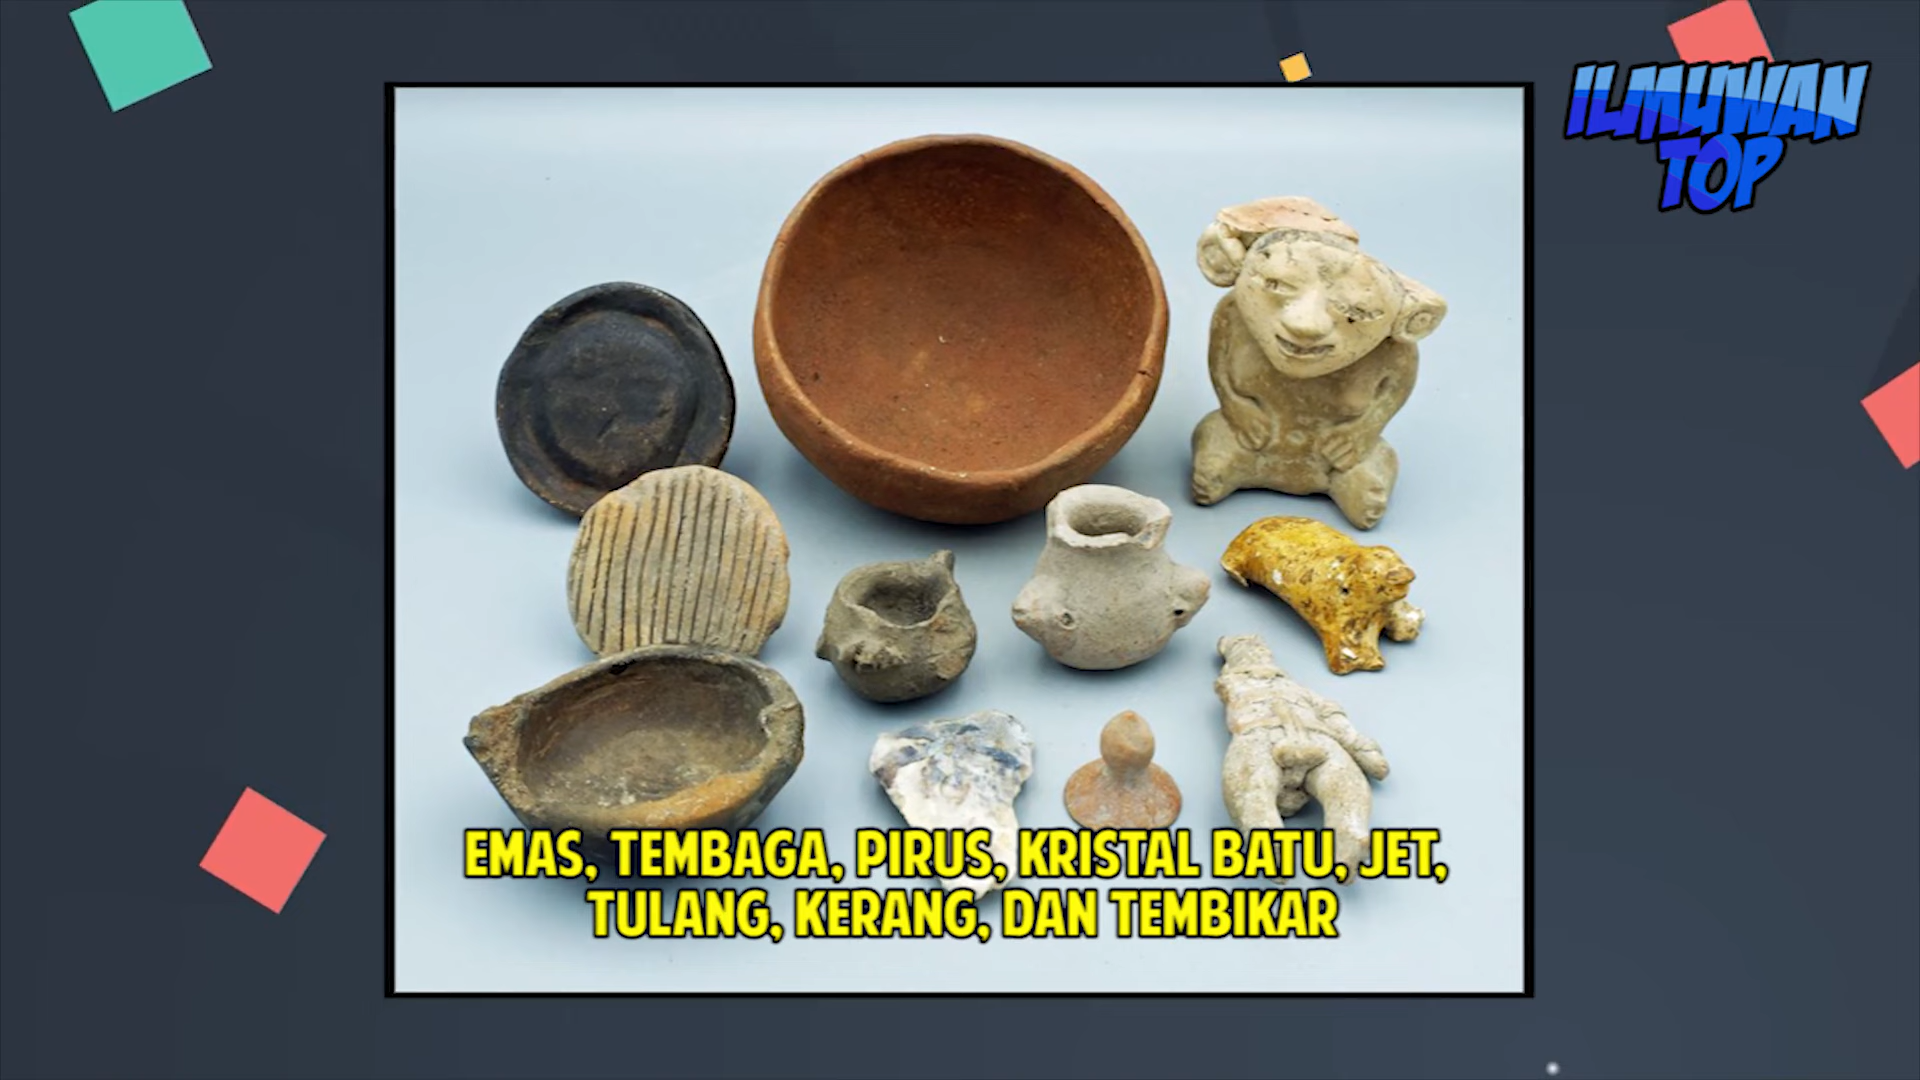 ILMUWAN
TOP
EMAS, TEMBAGA, PIRUS, KRISTAL BATU, JET,
TULANG, KERANG, DAN TEMBIKAR